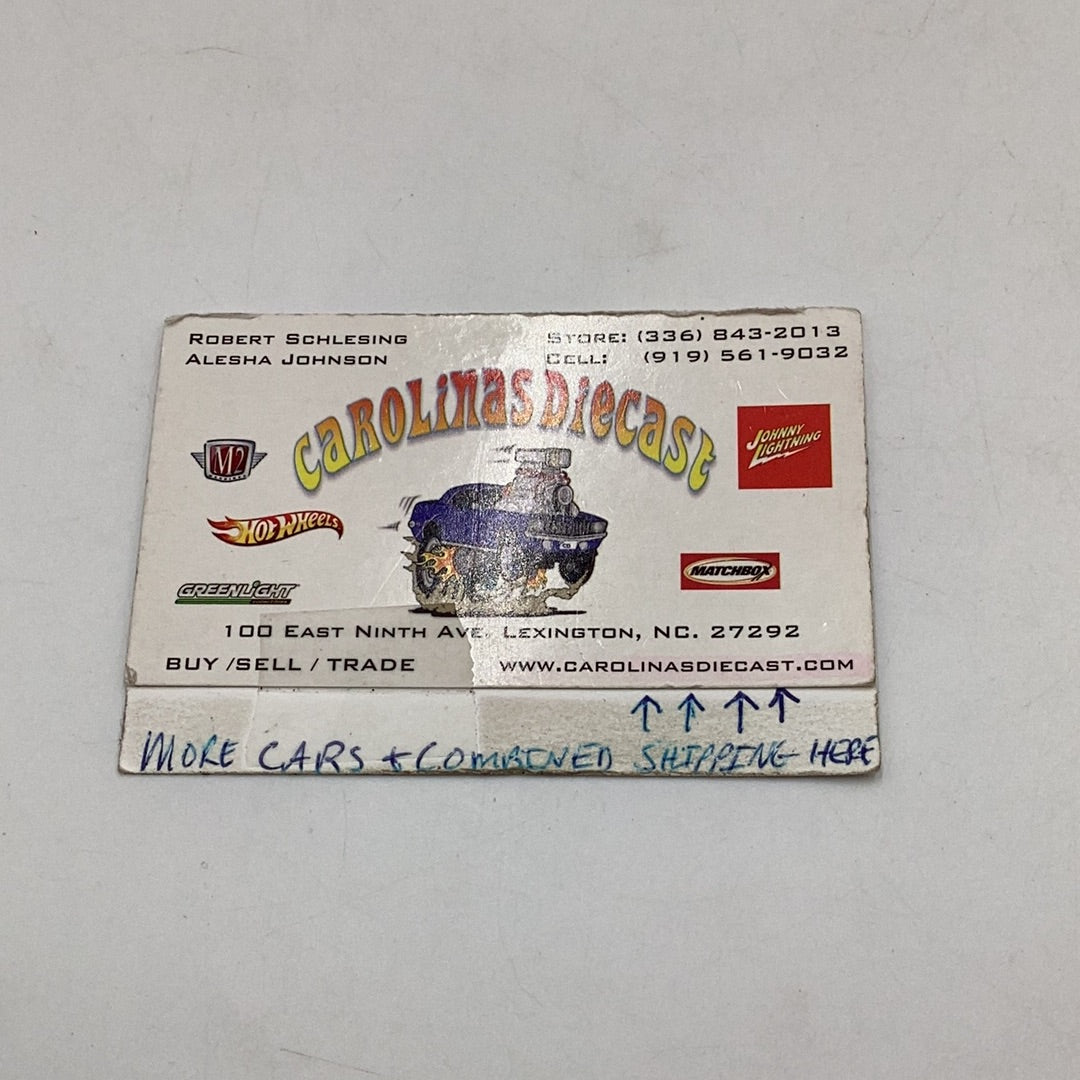 Robert Schlesing
Alesha Johnson
Store: (336) 843-2013
Cell: (919) 561-9032
CAROLINAS DIECAST
M2
JOHNNY LIGHTNING
HOT WHEELS
MATCHBOX
GREENLIGHT
100 East Ninth Ave. Lexington, NC. 27292
BUY /SELL / TRADE
www.carolinasdiecast.com
↑ ↑ ↑ ↑
MORE CARS + COMBINED SHIPPING HERE